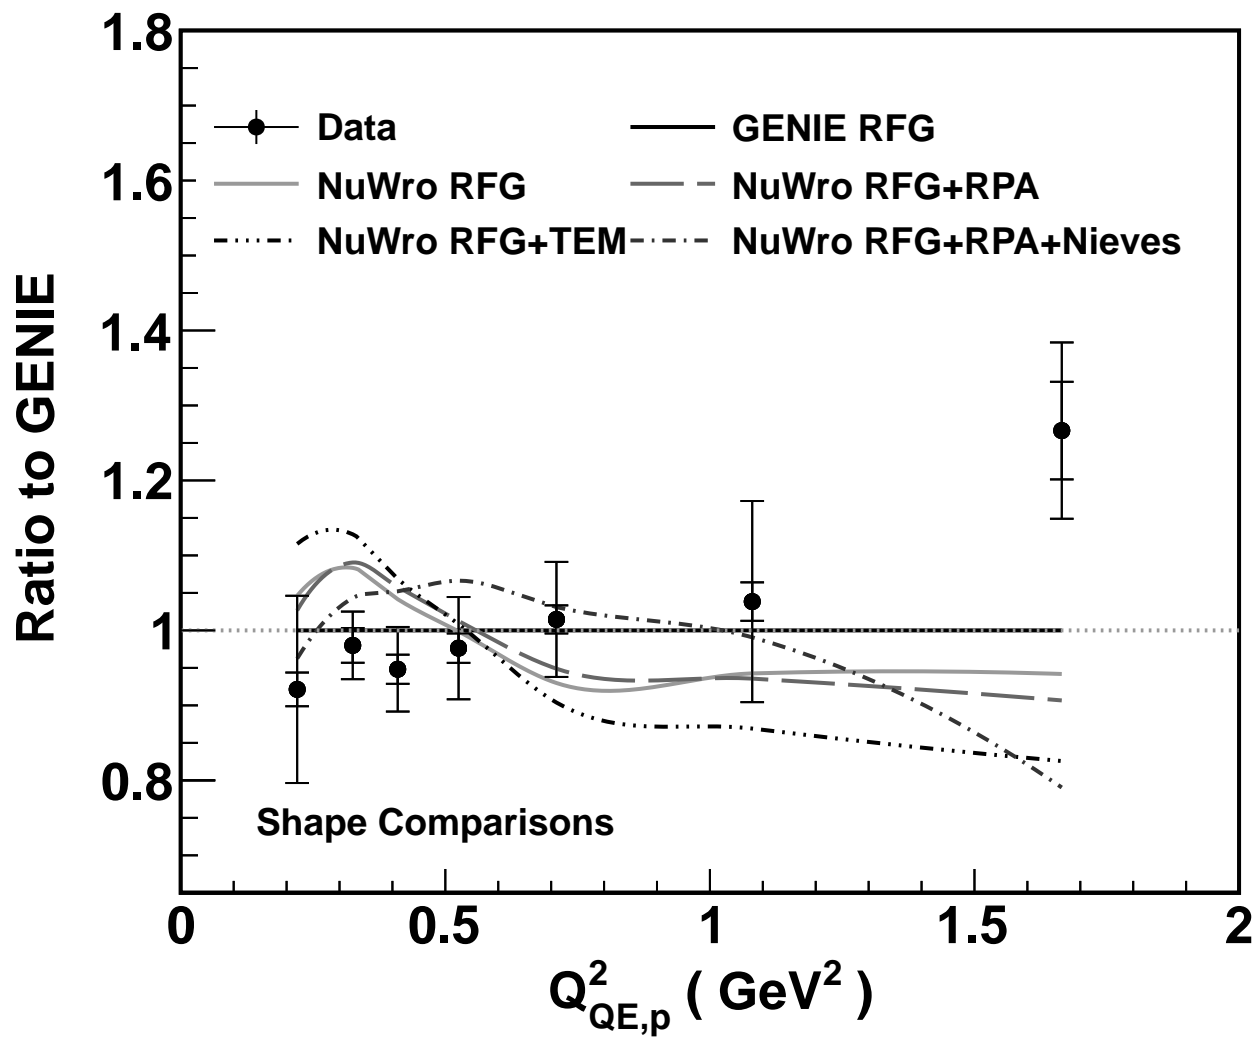 1.8
1.6
1.4
1.2
1
0.8
Ratio to GENIE
Data
GENIE RFG
NuWro RFG
NuWro RFG+RPA
NuWro RFG+TEM
NuWro RFG+RPA+Nieves
Shape Comparisons
0 0.5 1 1.5 2
Q²QE,p ( GeV² )